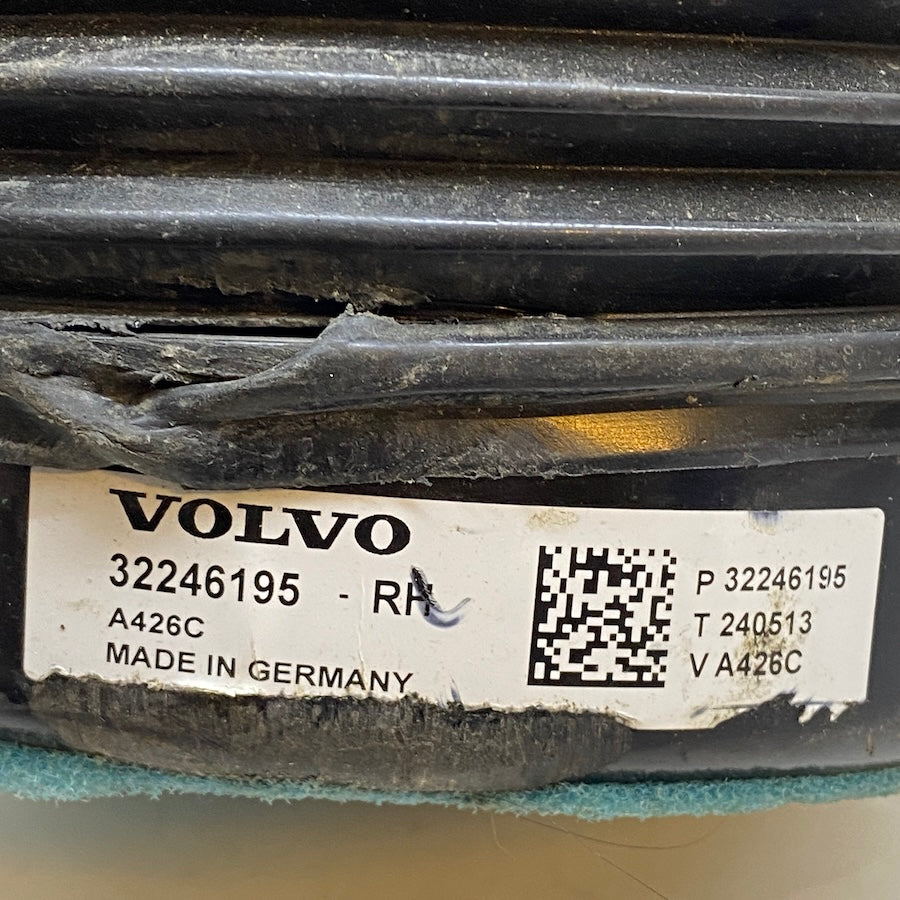 VOLVO
32246195 - RH
A426C
MADE IN GERMANY
P 32246195
T 240513
V A426C